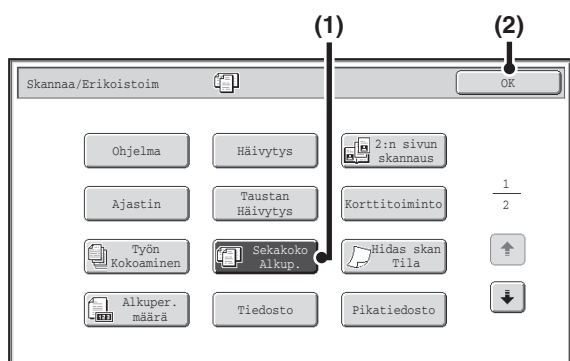 (1) (2)
Skannaa/Erikoistoim OK
Ohjelma Häivytys 2:n sivun
skannaus
Ajastin Taustan
Häivytys Korttitoiminto 1
2
Työn
Kokoaminen Sekakoko
Alkup. Hidas skan
Tila
Alkuper.
määrä Tiedosto Pikatiedosto